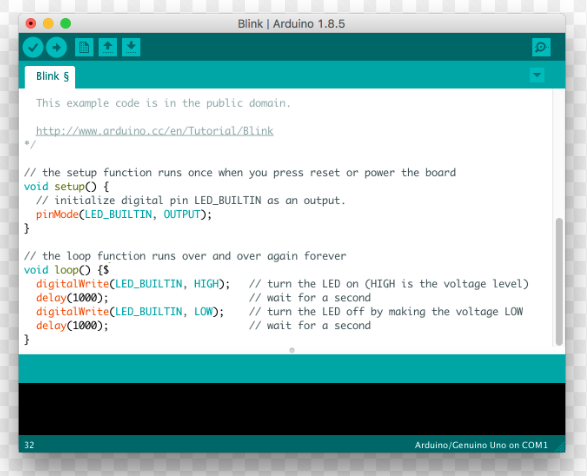 Blink | Arduino 1.8.5
Blink §
This example code is in the public domain.
http://www.arduino.cc/en/Tutorial/Blink
*/
// the setup function runs once when you press reset or power the board
void setup() {
// initialize digital pin LED_BUILTIN as an output.
pinMode(LED_BUILTIN, OUTPUT);
}
// the loop function runs over and over again forever
void loop() {$
digitalWrite(LED_BUILTIN, HIGH);   // turn the LED on (HIGH is the voltage level)
delay(1000);                       // wait for a second
digitalWrite(LED_BUILTIN, LOW);    // turn the LED off by making the voltage LOW
delay(1000);                       // wait for a second
}
32 Arduino/Genuino Uno on COM1